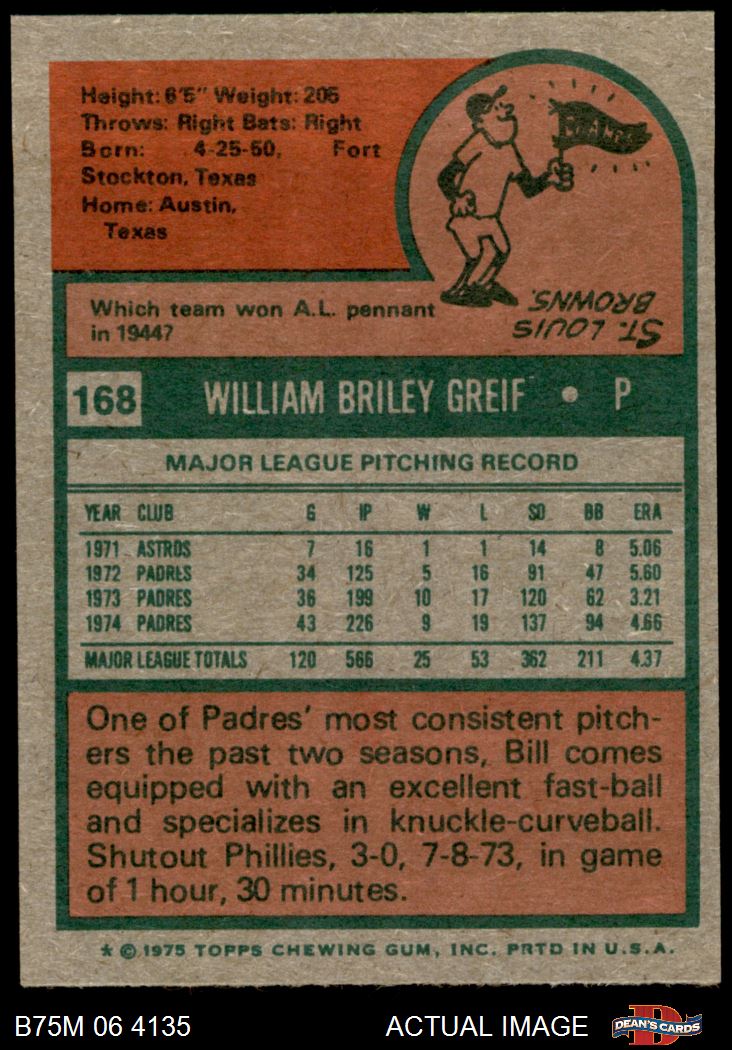 Height: 6'5" Weight: 205
Throws: Right Bats: Right
Born: 4-25-50, Fort
Stockton, Texas
Home: Austin,
Texas
Which team won A.L. pennant
in 1944?
ST. LOUIS
BROWNS.
168 WILLIAM BRILEY GREIF • P
MAJOR LEAGUE PITCHING RECORD
YEAR CLUB G IP W L SO BB ERA
1971 ASTROS 7 16 1 1 14 8 5.06
1972 PADRES 34 125 5 16 91 47 5.60
1973 PADRES 36 199 10 17 120 62 3.21
1974 PADRES 43 226 9 19 137 94 4.66
MAJOR LEAGUE TOTALS 120 566 25 53 362 211 4.37
One of Padres' most consistent pitch-
ers the past two seasons, Bill comes
equipped with an excellent fast-ball
and specializes in knuckle-curveball.
Shutout Phillies, 3-0, 7-8-73, in game
of 1 hour, 30 minutes.
* © 1975 TOPPS CHEWING GUM, INC. PRTD IN U.S.A.
B75M 06 4135 ACTUAL IMAGE DEAN'S CARDS